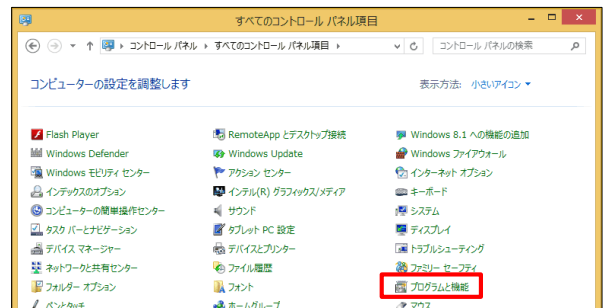 すべてのコントロール パネル項目
コントロール パネル ▸ すべてのコントロール パネル項目 ▸ コントロール パネルの検索
コンピューターの設定を調整します 表示方法: 小さいアイコン
Flash Player RemoteApp とデスクトップ接続 Windows 8.1 への機能の追加
Windows Defender Windows Update Windows ファイアウォール
Windows モビリティ センター アクション センター インターネット オプション
インデックスのオプション インテル(R) グラフィックス/メディア キーボード
コンピューターの簡単操作センター サウンド システム
タスク バーとナビゲーション タブレット PC 設定 ディスプレイ
デバイス マネージャー デバイスとプリンター トラブルシューティング
ネットワークと共有センター ファイル履歴 ファミリー セーフティ
フォルダー オプション フォント プログラムと機能
ペンとタッチ ホームグループ マウス